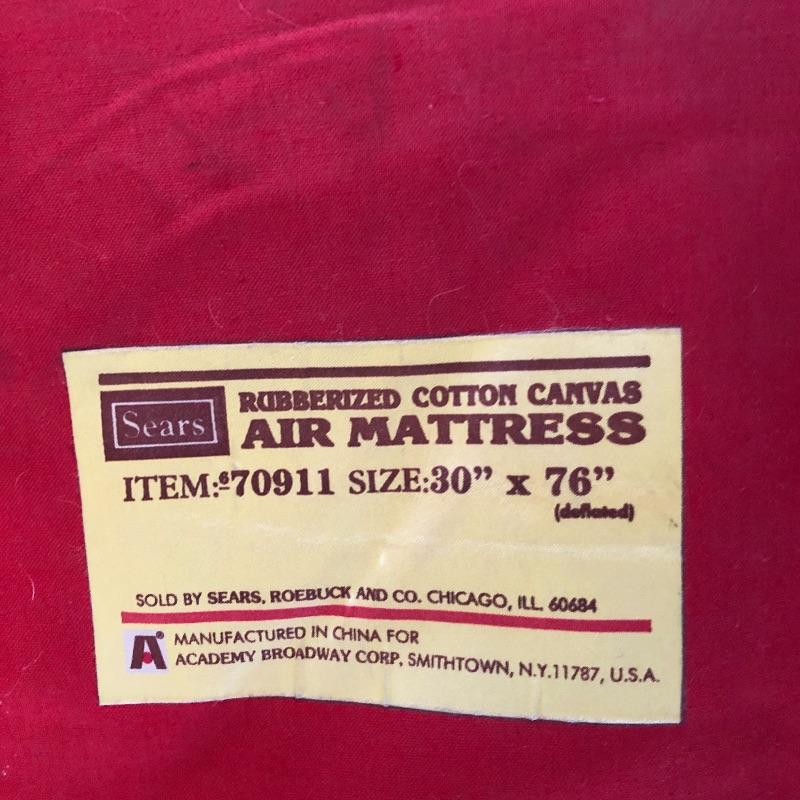 Sears
RUBBERIZED COTTON CANVAS
AIR MATTRESS
ITEM:⁶70911 SIZE:30” x 76”
(deflated)
SOLD BY SEARS, ROEBUCK AND CO. CHICAGO, ILL. 60684
A® MANUFACTURED IN CHINA FOR
ACADEMY BROADWAY CORP. SMITHTOWN, N.Y.11787, U.S.A.